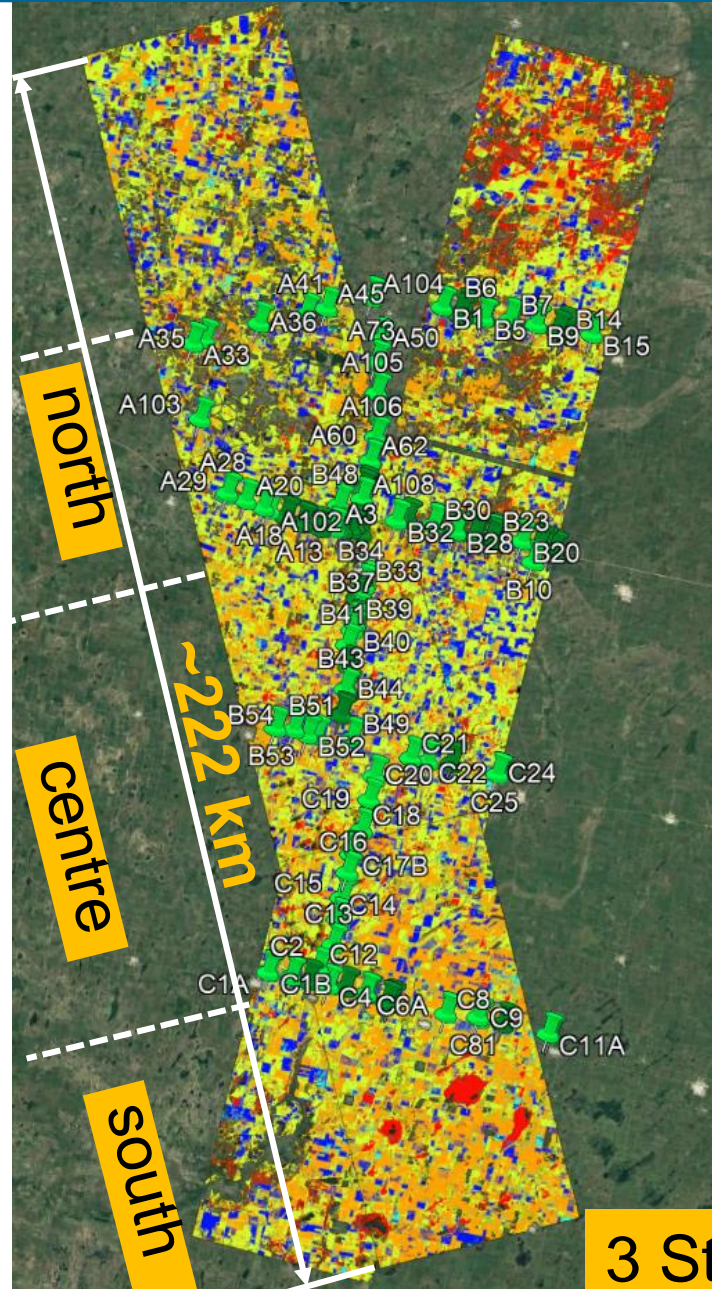 A41
A45
A104
B6
A36
B1
B7
B5
B14
B9
A35
A33
A73
A50
B15
A105
A103
A106
north
A60
A62
A28
A29
A20
B48
A108
B30
A18
A102
A3
B32
B23
A13
B34
B28
B20
B33
B37
B10
B41
B39
B40
B43
B44
~222 km
B54
B51
B49
B53
B52
C21
centre
C20
C22
C24
C19
C25
C18
C16
C17B
C15
C14
C13
C2
C12
C1A
C1B
C4
C6A
C8
C9
C81
C11A
south
3 St